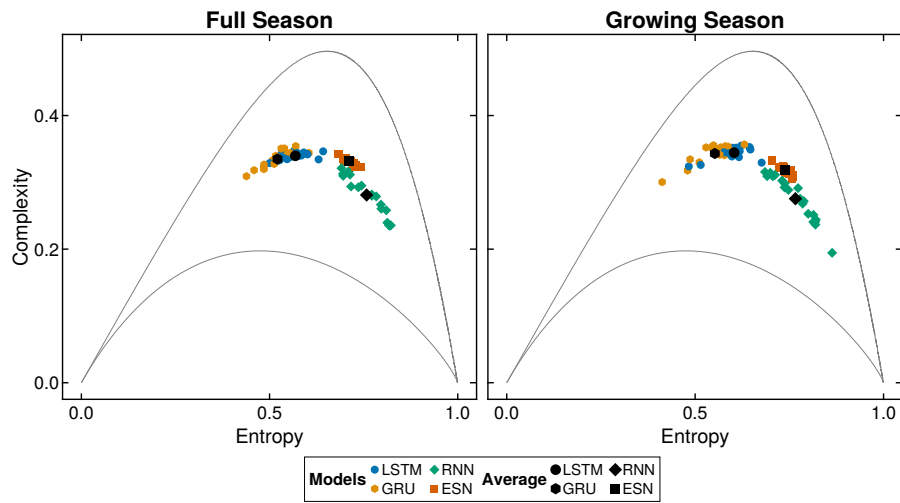 Full Season Growing Season
Complexity
0.4
0.2
0.0
0.0 0.5 1.0 0.0 0.5 1.0
Entropy Entropy
Models LSTM RNN Average LSTM RNN
GRU ESN GRU ESN